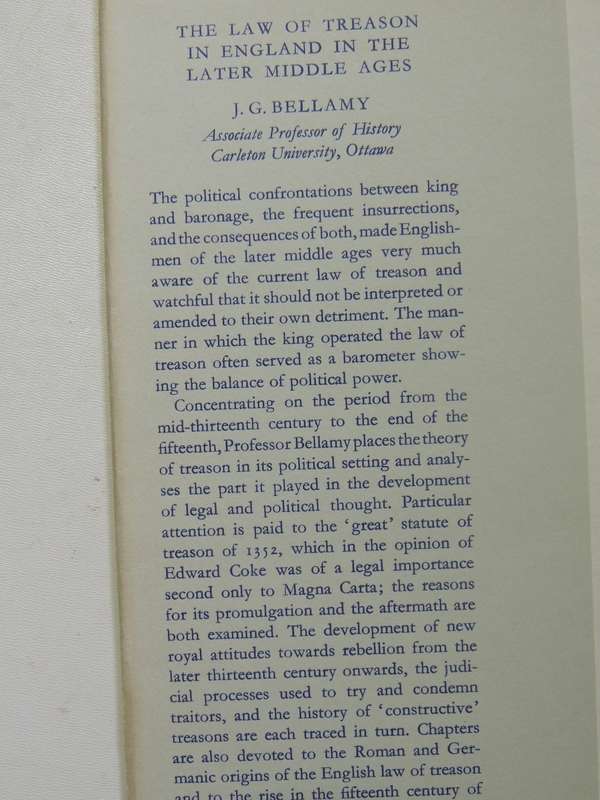 THE LAW OF TREASON
IN ENGLAND IN THE
LATER MIDDLE AGES
J. G. BELLAMY
Associate Professor of History
Carleton University, Ottawa
The political confrontations between king
and baronage, the frequent insurrections,
and the consequences of both, made English-
men of the later middle ages very much
aware of the current law of treason and
watchful that it should not be interpreted or
amended to their own detriment. The man-
ner in which the king operated the law of
treason often served as a barometer show-
ing the balance of political power.
Concentrating on the period from the
mid-thirteenth century to the end of the
fifteenth, Professor Bellamy places the theory
of treason in its political setting and analy-
ses the part it played in the development
of legal and political thought. Particular
attention is paid to the ‘great’ statute of
treason of 1352, which in the opinion of
Edward Coke was of a legal importance
second only to Magna Carta; the reasons
for its promulgation and the aftermath are
both examined. The development of new
royal attitudes towards rebellion from the
later thirteenth century onwards, the judi-
cial processes used to try and condemn
traitors, and the history of ‘constructive’
treasons are each traced in turn. Chapters
are also devoted to the Roman and Ger-
manic origins of the English law of treason
and to the rise in the fifteenth century of